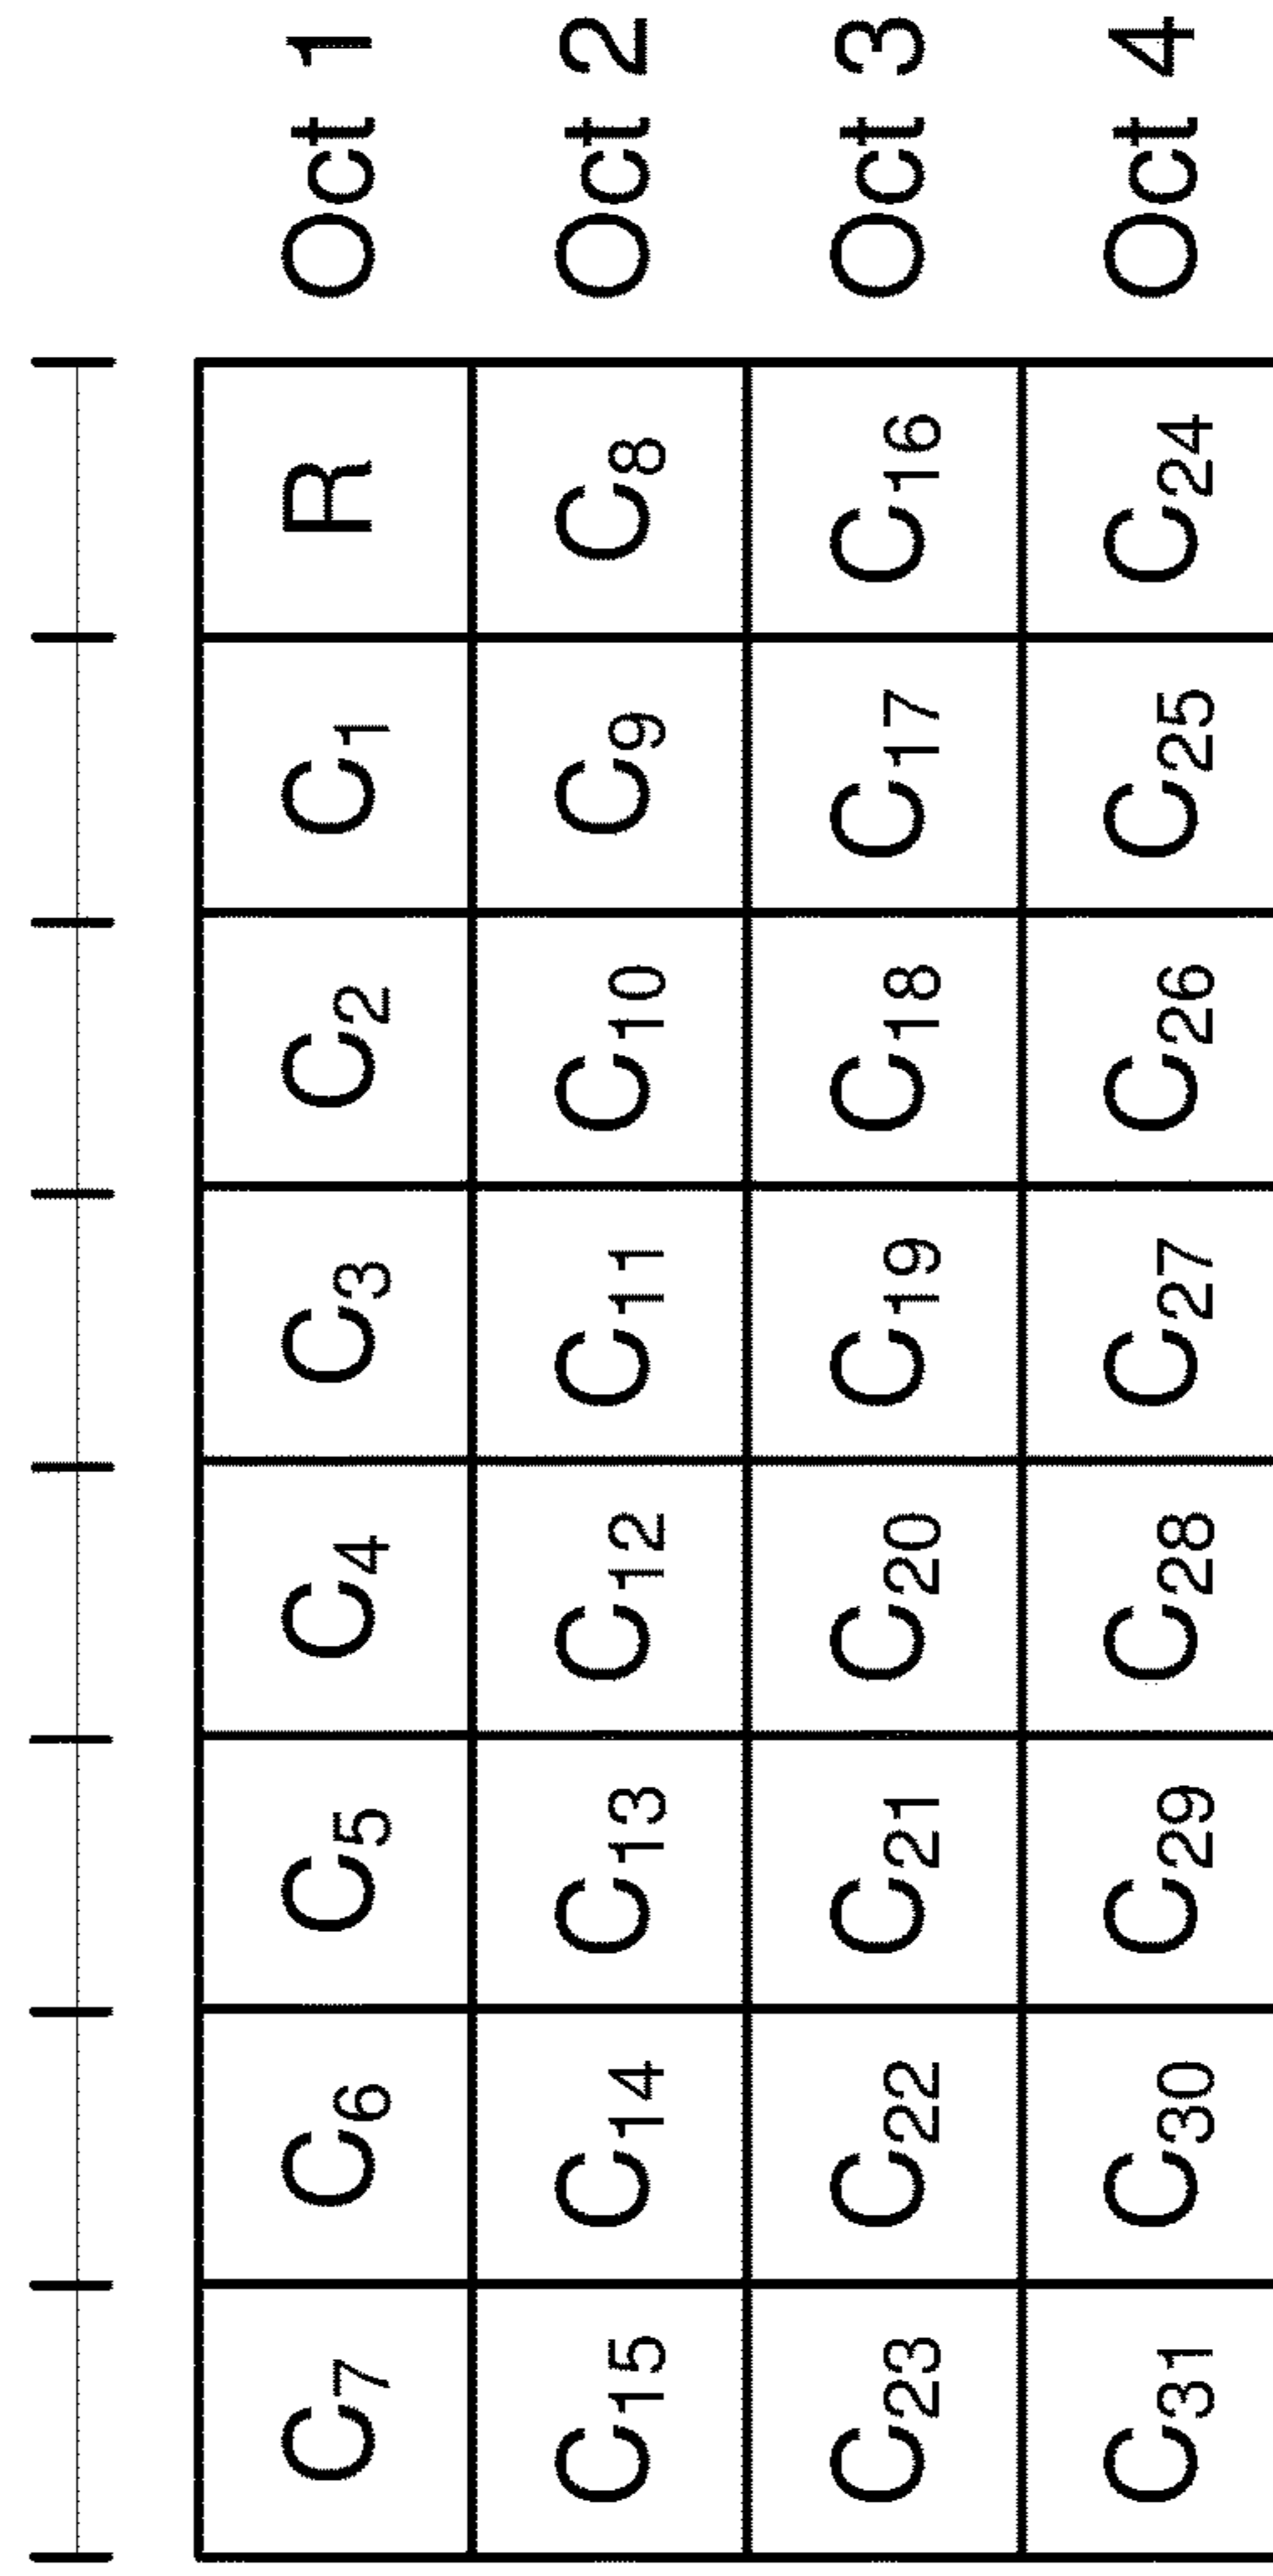 C₇ C₆ C₅ C₄ C₃ C₂ C₁ R Oct 1
C₁₅ C₁₄ C₁₃ C₁₂ C₁₁ C₁₀ C₉ C₈ Oct 2
C₂₃ C₂₂ C₂₁ C₂₀ C₁₉ C₁₈ C₁₇ C₁₆ Oct 3
C₃₁ C₃₀ C₂₉ C₂₈ C₂₇ C₂₆ C₂₅ C₂₄ Oct 4